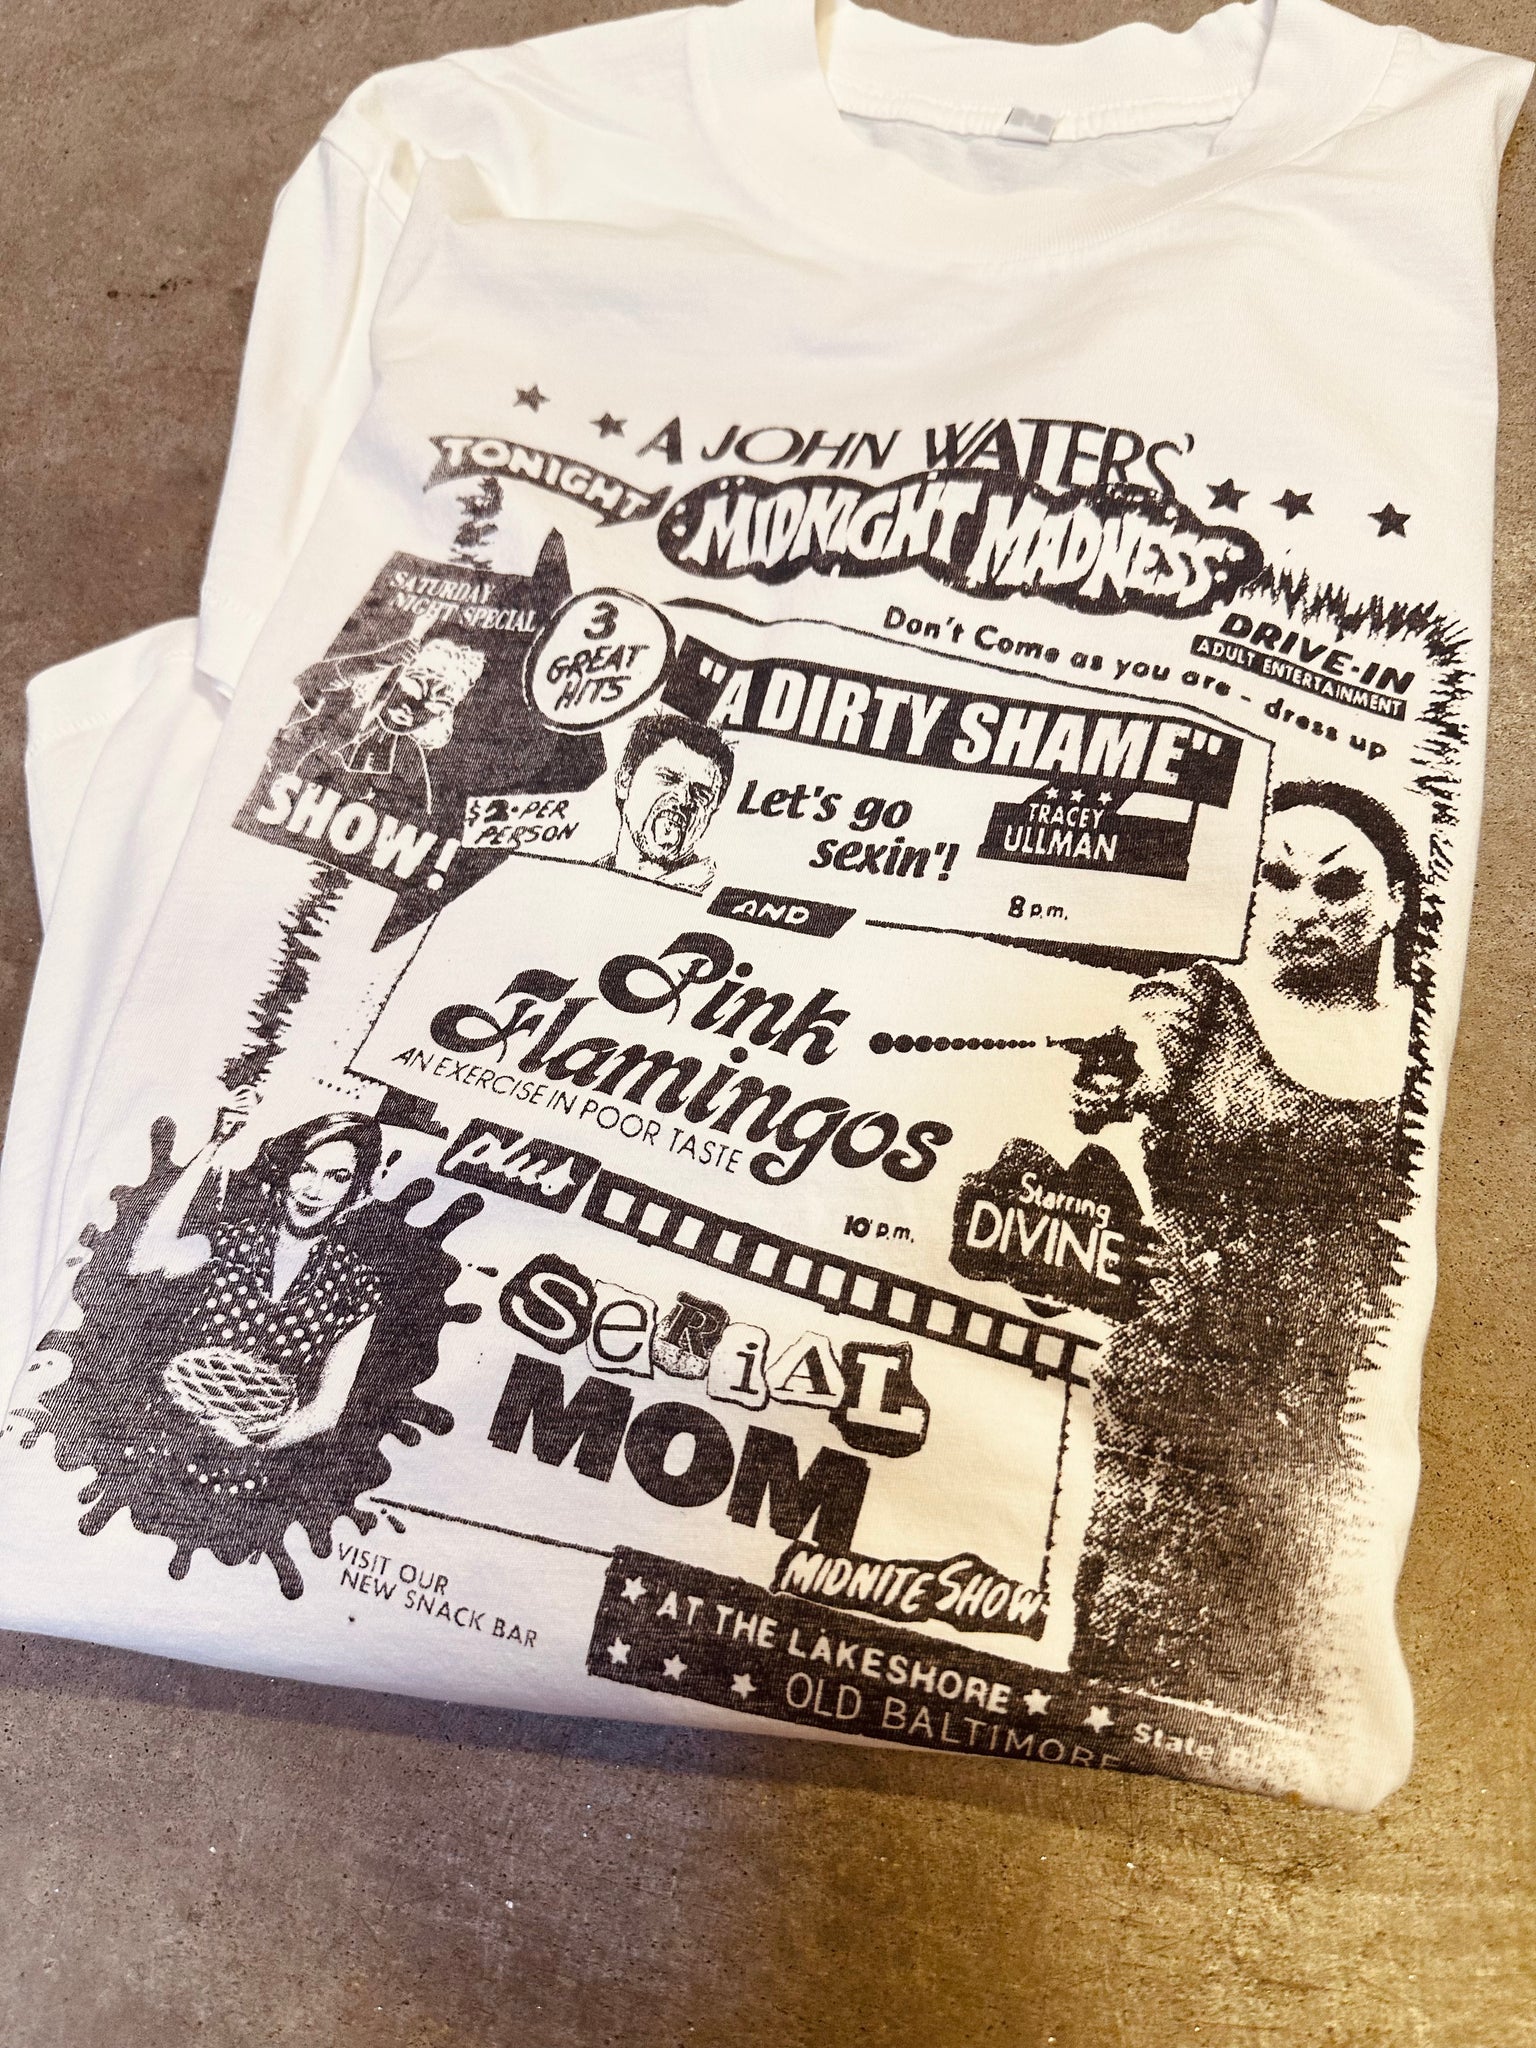 A JOHN WATERS'
TONIGHT
MIDNIGHT MADNESS
SATURDAY
NIGHT SPECIAL
SHOW!
3
GREAT
HITS
Don't Come as you are - dress up
DRIVE-IN
ADULT ENTERTAINMENT
"A DIRTY SHAME"
PER
PERSON
Let's go
sexin'!
TRACEY
ULLMAN
8 p.m.
AND
Pink
Flamingos
AN EXERCISE IN POOR TASTE
Starring
DIVINE
plus
10 p.m.
SeRiAL
MOM
MIDNITE SHOW
VISIT OUR
NEW SNACK BAR
AT THE LAKESHORE
OLD BALTIMORE
State